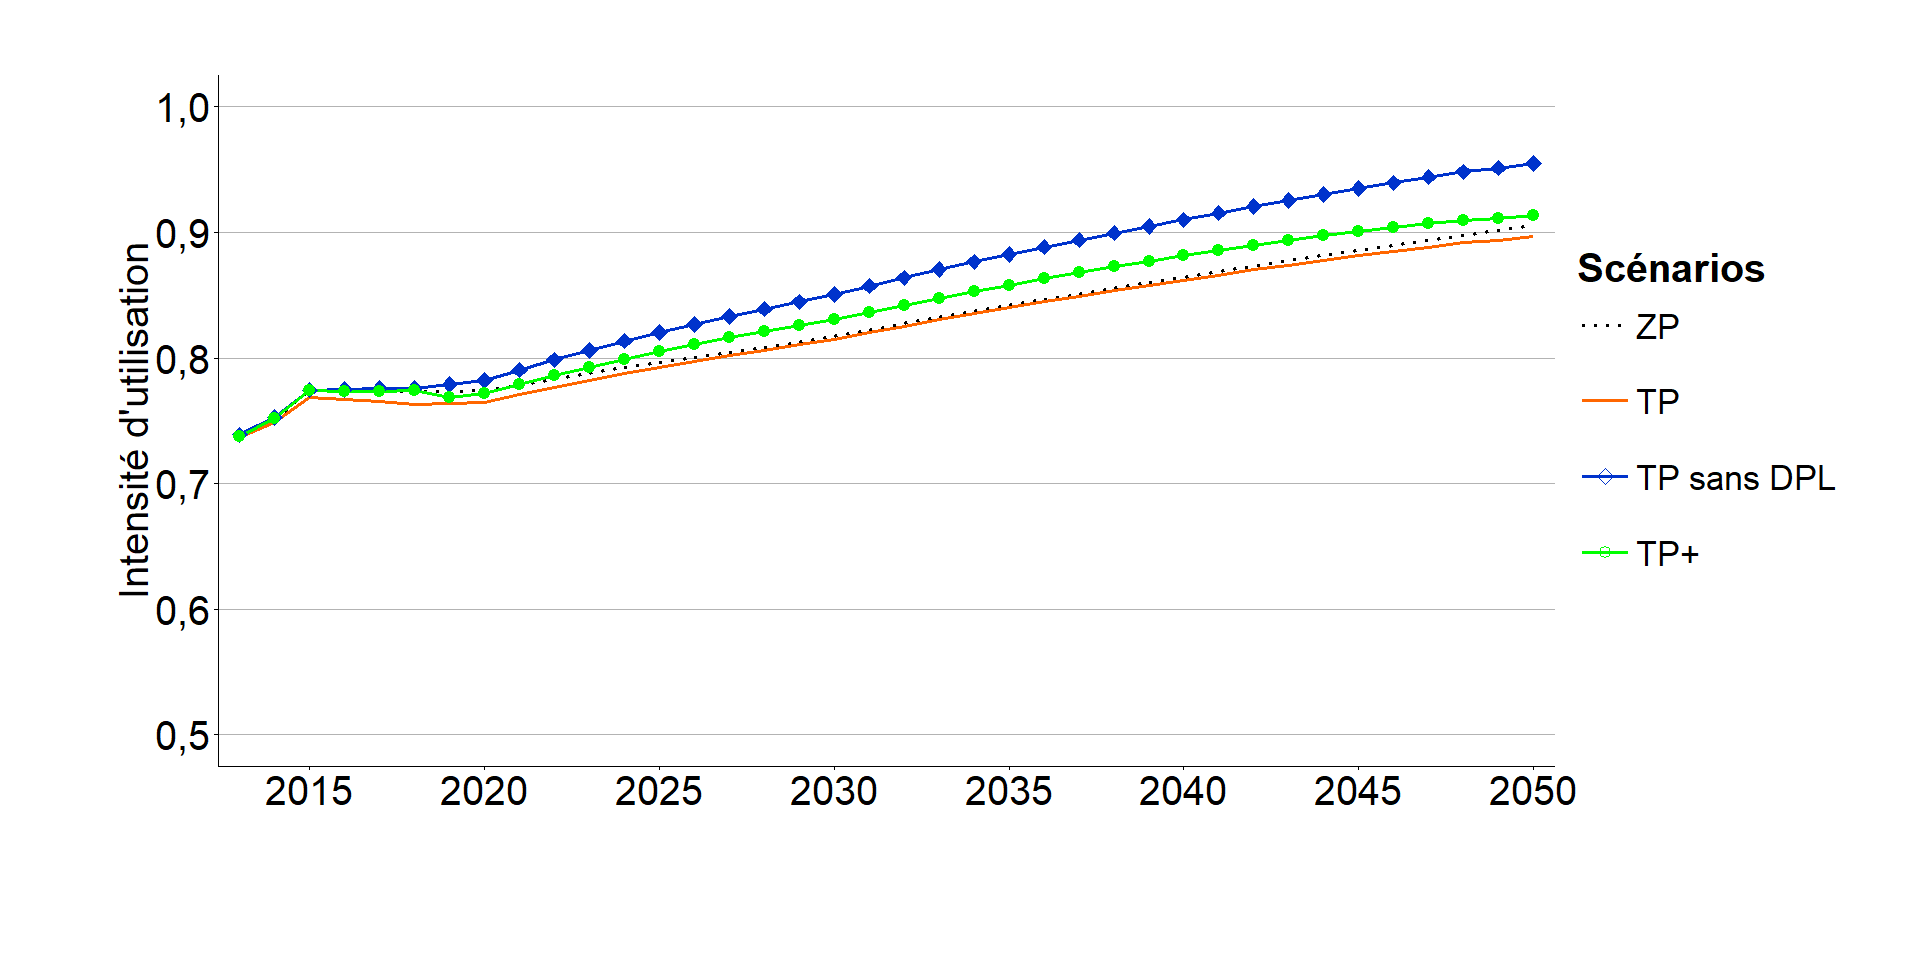 Intensité d'utilisation
1,0
0,9
0,8
0,7
0,6
0,5
2015 2020 2025 2030 2035 2040 2045 2050
Scénarios
ZP
TP
TP sans DPL
TP+